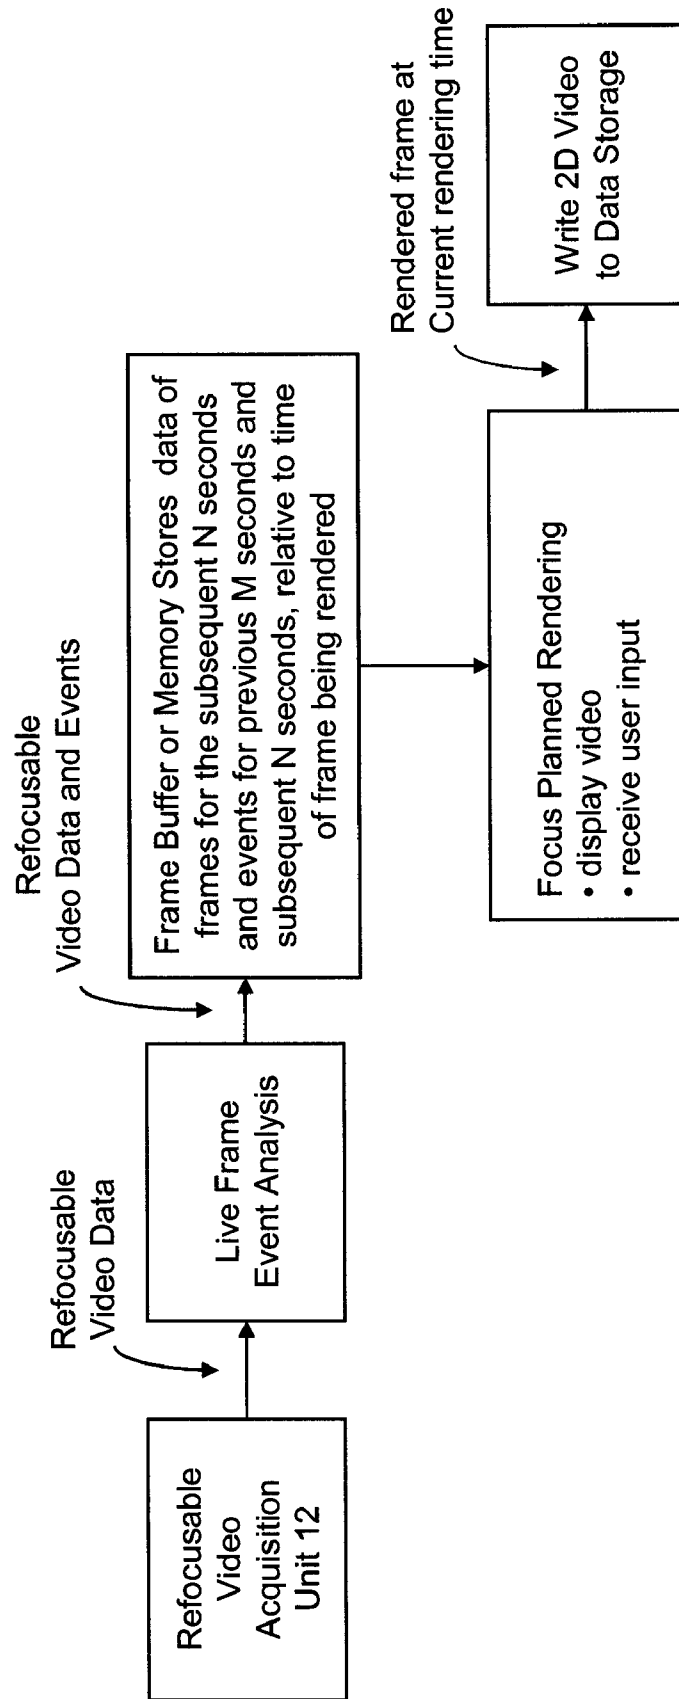 Refocusable
Video
Acquisition
Unit 12
Refocusable
Video Data
Live Frame
Event Analysis
Refocusable
Video Data and Events
Frame Buffer or Memory Stores data of
frames for the subsequent N seconds
and events for previous M seconds and
subsequent N seconds, relative to time
of frame being rendered
Focus Planned Rendering
• display video
• receive user input
Rendered frame at
Current rendering time
Write 2D Video
to Data Storage